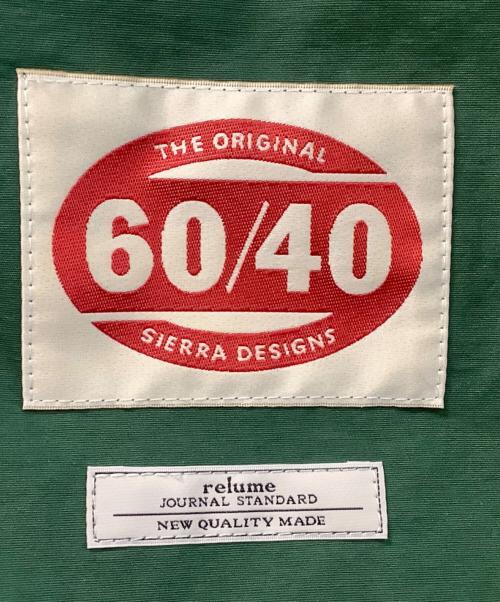 THE ORIGINAL
60/40
SIERRA DESIGNS
relume
JOURNAL STANDARD
NEW QUALITY MADE